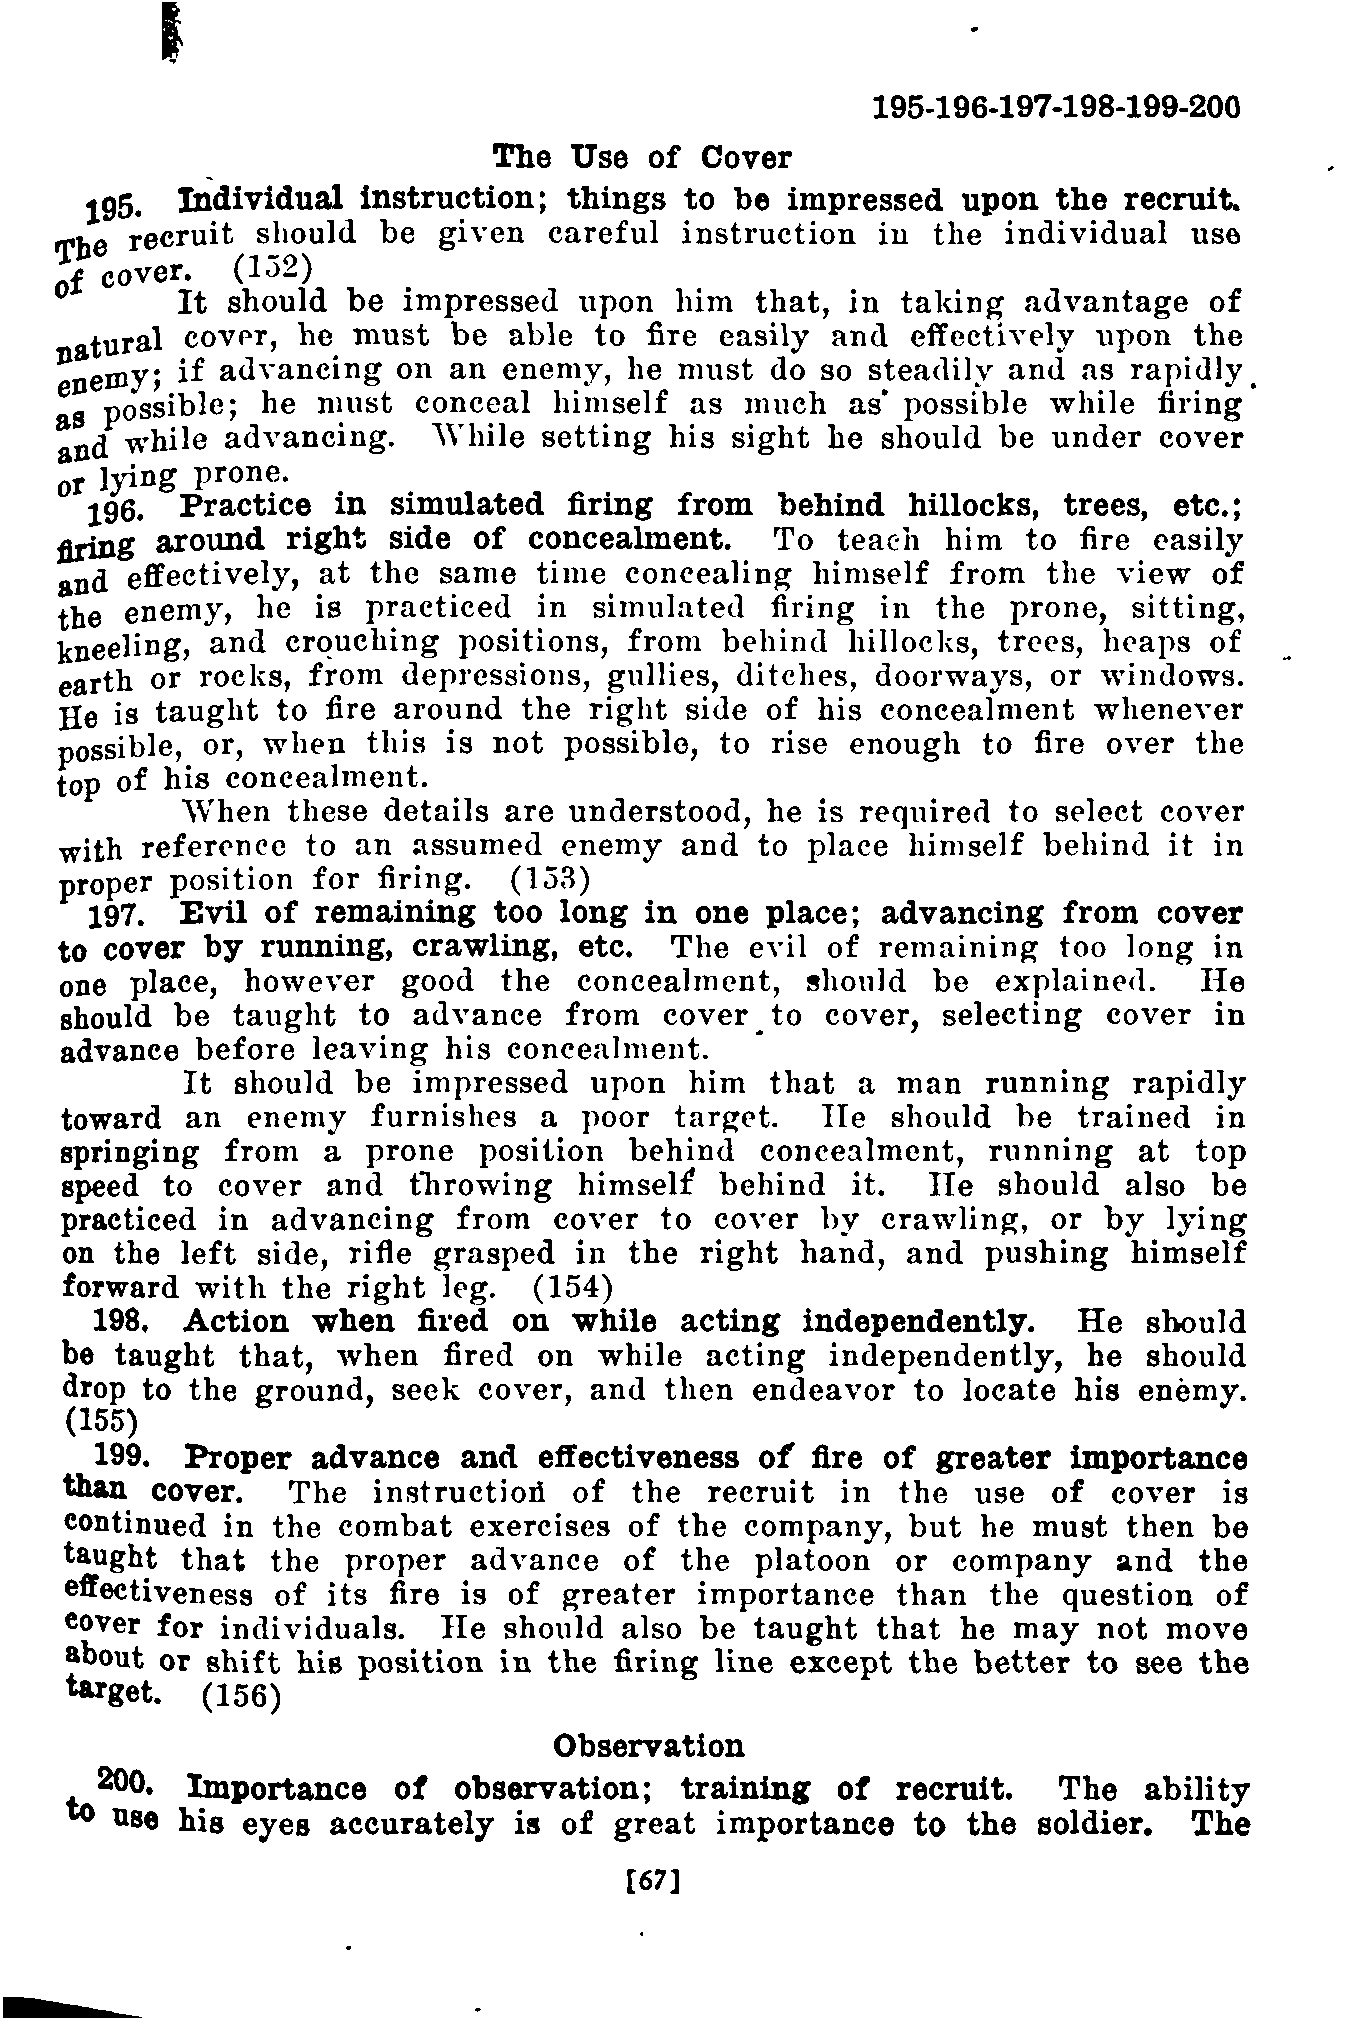 195-196-197-198-199-200
The Use of Cover
195. Individual instruction; things to be impressed upon the recruit.
The recruit should be given careful instruction in the individual use
of cover. (152)
It should be impressed upon him that, in taking advantage of
natural cover, he must be able to fire easily and effectively upon the
enemy; if advancing on an enemy, he must do so steadily and as rapidly
as possible; he must conceal himself as much as possible while firing
and while advancing. While setting his sight he should be under cover
or lying prone.
196. Practice in simulated firing from behind hillocks, trees, etc.;
firing around right side of concealment. To teach him to fire easily
and effectively, at the same time concealing himself from the view of
the enemy, he is practiced in simulated firing in the prone, sitting,
kneeling, and crouching positions, from behind hillocks, trees, heaps of
earth or rocks, from depressions, gullies, ditches, doorways, or windows.
He is taught to fire around the right side of his concealment whenever
possible, or, when this is not possible, to rise enough to fire over the
top of his concealment.
When these details are understood, he is required to select cover
with reference to an assumed enemy and to place himself behind it in
proper position for firing. (153)
197. Evil of remaining too long in one place; advancing from cover
to cover by running, crawling, etc. The evil of remaining too long in
one place, however good the concealment, should be explained. He
should be taught to advance from cover to cover, selecting cover in
advance before leaving his concealment.
It should be impressed upon him that a man running rapidly
toward an enemy furnishes a poor target. He should be trained in
springing from a prone position behind concealment, running at top
speed to cover and throwing himself behind it. He should also be
practiced in advancing from cover to cover by crawling, or by lying
on the left side, rifle grasped in the right hand, and pushing himself
forward with the right leg. (154)
198. Action when fired on while acting independently. He should
be taught that, when fired on while acting independently, he should
drop to the ground, seek cover, and then endeavor to locate his enemy.
(155)
199. Proper advance and effectiveness of fire of greater importance
than cover. The instruction of the recruit in the use of cover is
continued in the combat exercises of the company, but he must then be
taught that the proper advance of the platoon or company and the
effectiveness of its fire is of greater importance than the question of
cover for individuals. He should also be taught that he may not move
about or shift his position in the firing line except the better to see the
target. (156)
Observation
200. Importance of observation; training of recruit. The ability
to use his eyes accurately is of great importance to the soldier. The
[67]